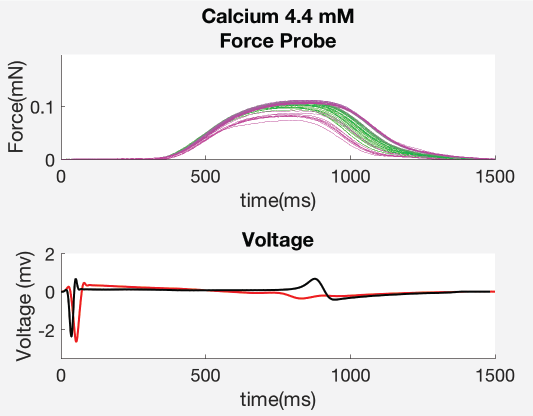 Calcium 4.4 mM
Force Probe
Force(mN)
0.1
0
0
500
1000
1500
time(ms)
Voltage
Voltage (mv)
2
0
-2
0
500
1000
1500
time(ms)